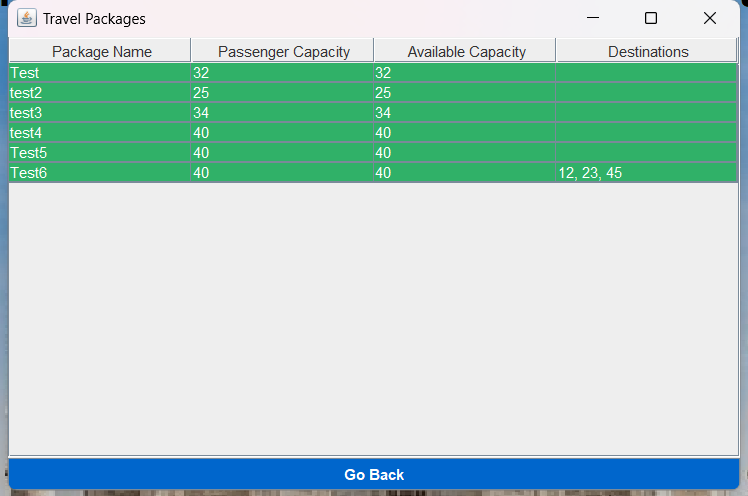 Travel Packages
Package Name Passenger Capacity Available Capacity Destinations
Test 32 32
test2 25 25
test3 34 34
test4 40 40
Test5 40 40
Test6 40 40 12, 23, 45
Go Back